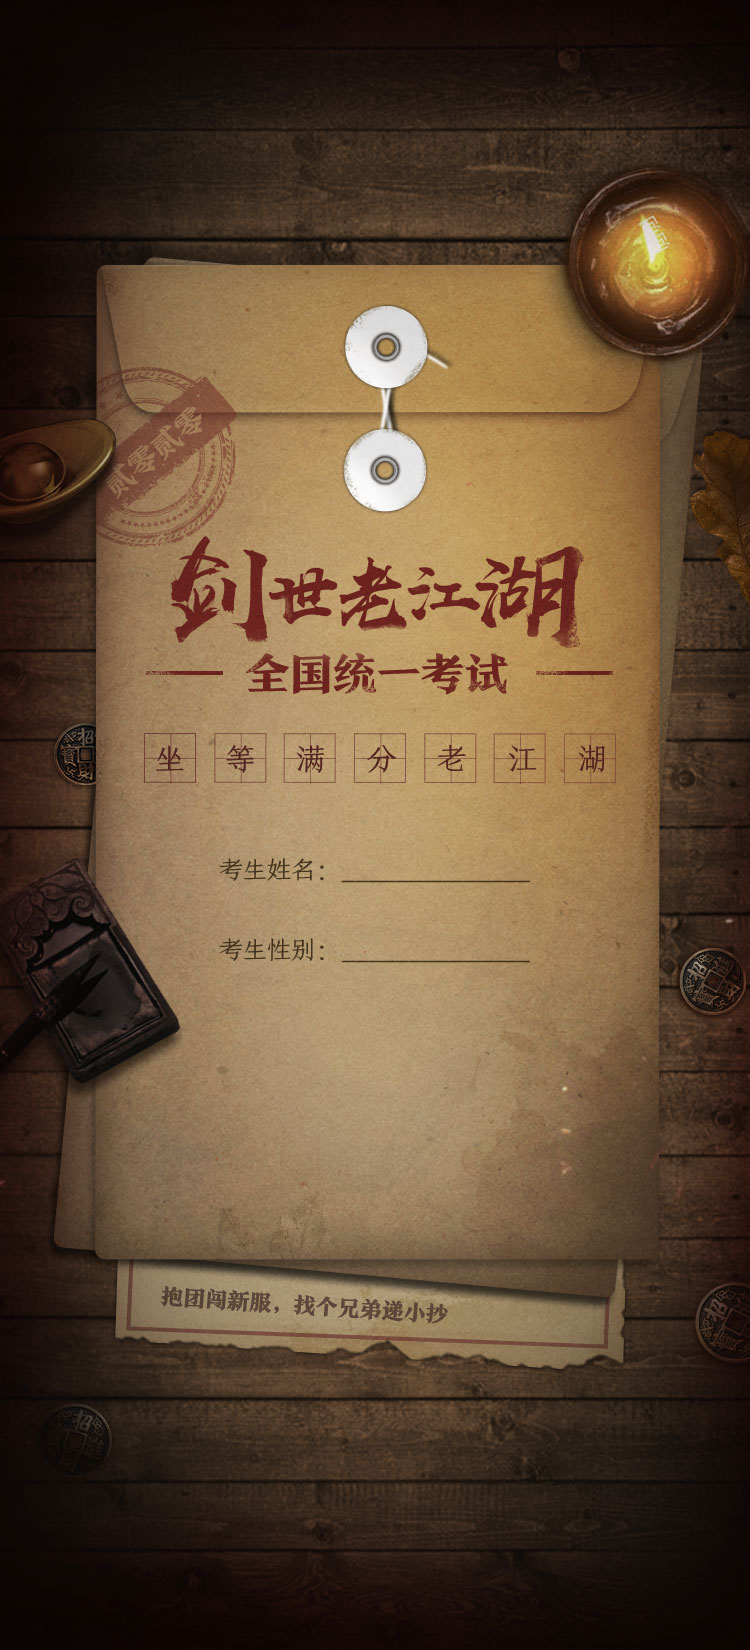 贰零贰零
剑世老江湖
全国统一考试
坐等满分老江湖
考生姓名：
考生性别：
抱团闯新服，找个兄弟递小抄